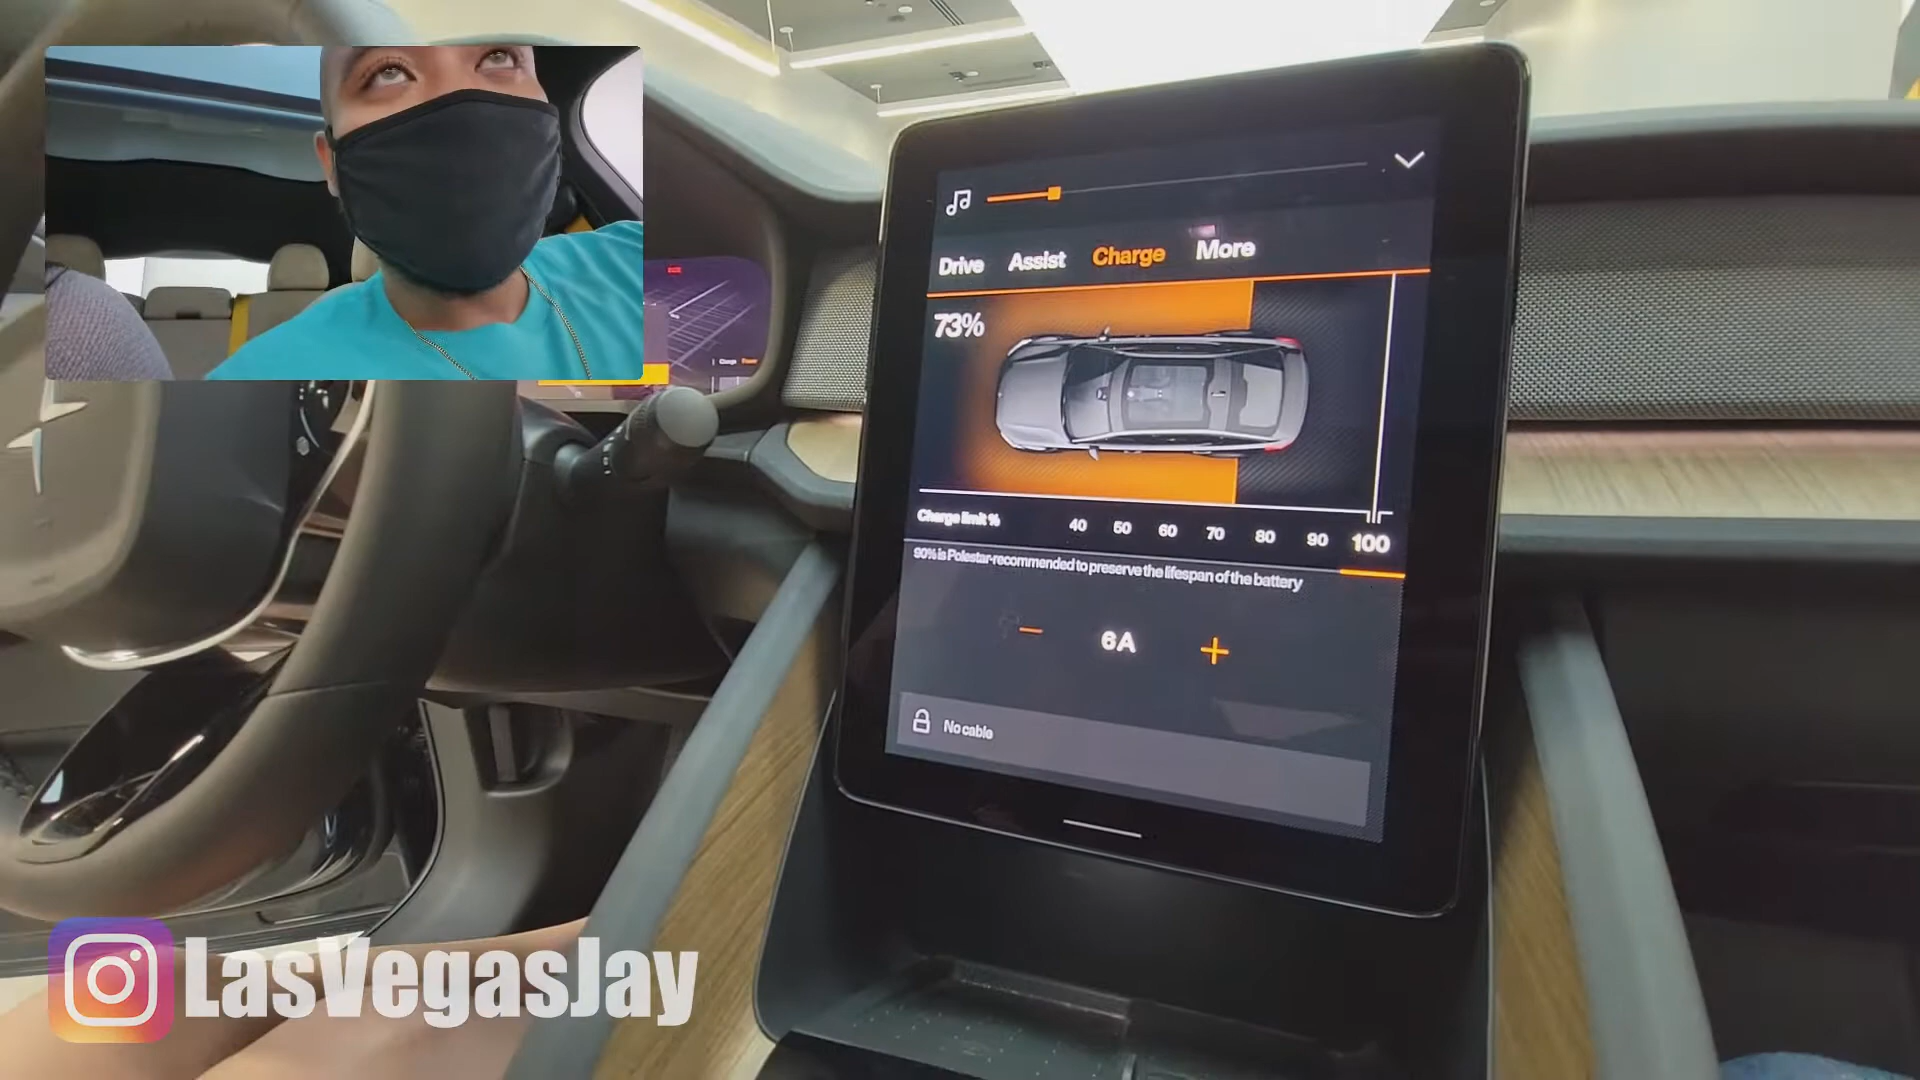 Drive Assist Charge More
73%
Charge limit % 40 50 60 70 80 90 100
90% is Polestar-recommended to preserve the lifespan of the battery
6A
No cable
LasVegasJay